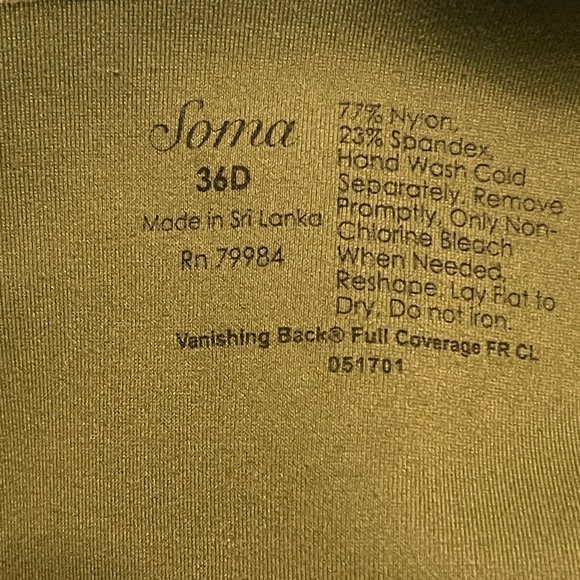 Soma
36D
Made in Sri Lanka
Rn 79984
77% Nylon,
23% Spandex,
Hand Wash Cold
Separately, Remove
Promptly, Only Non-
Chlorine Bleach
When Needed,
Reshape, Lay Flat to
Dry, Do not Iron.
Vanishing Back® Full Coverage FR CL
051701